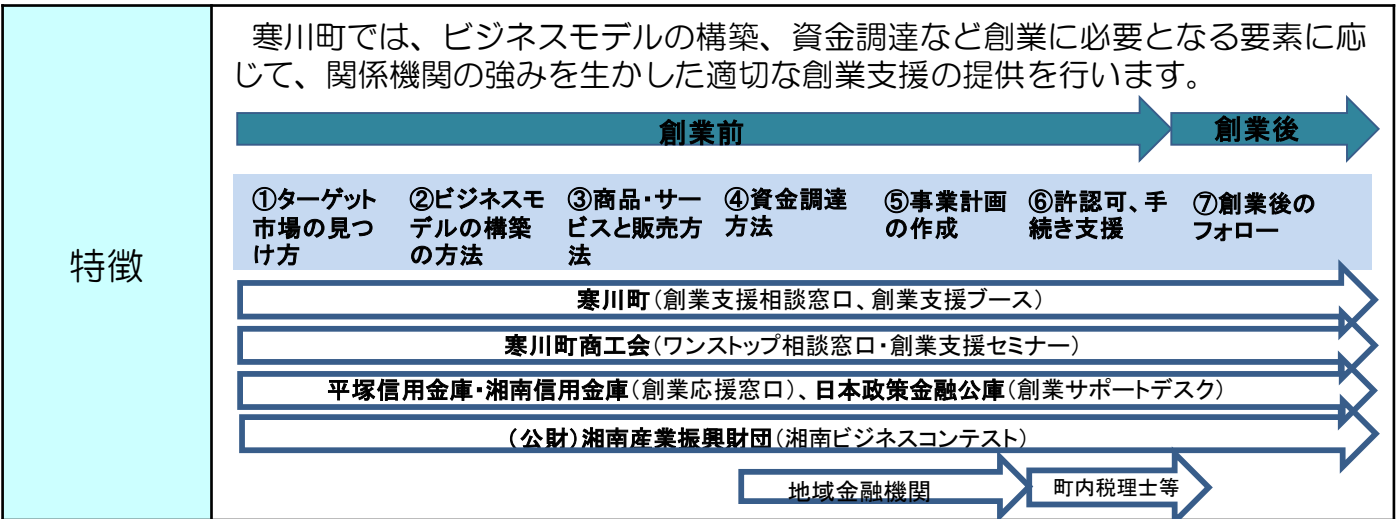 特徴
寒川町では、ビジネスモデルの構築、資金調達など創業に必要となる要素に応
じて、関係機関の強みを生かした適切な創業支援の提供を行います。
創業前
創業後
①ターゲット
市場の見つ
け方
②ビジネスモ
デルの構築
の方法
③商品・サー
ビスと販売方
法
④資金調達
方法
⑤事業計画
の作成
⑥許認可、手
続き支援
⑦創業後の
フォロー
寒川町(創業支援相談窓口、創業支援ブース)
寒川町商工会(ワンストップ相談窓口・創業支援セミナー)
平塚信用金庫・湘南信用金庫(創業応援窓口)、日本政策金融公庫(創業サポートデスク)
(公財)湘南産業振興財団(湘南ビジネスコンテスト)
地域金融機関
町内税理士等